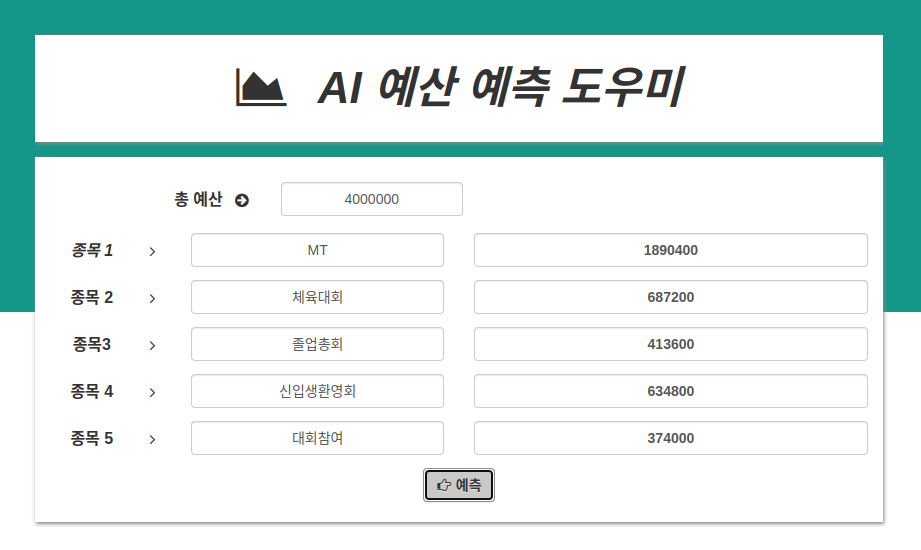 AI 예산 예측 도우미
총 예산 4000000
종목 1 MT 1890400
종목 2 체육대회 687200
종목3 졸업총회 413600
종목 4 신입생환영회 634800
종목 5 대회참여 374000
예측